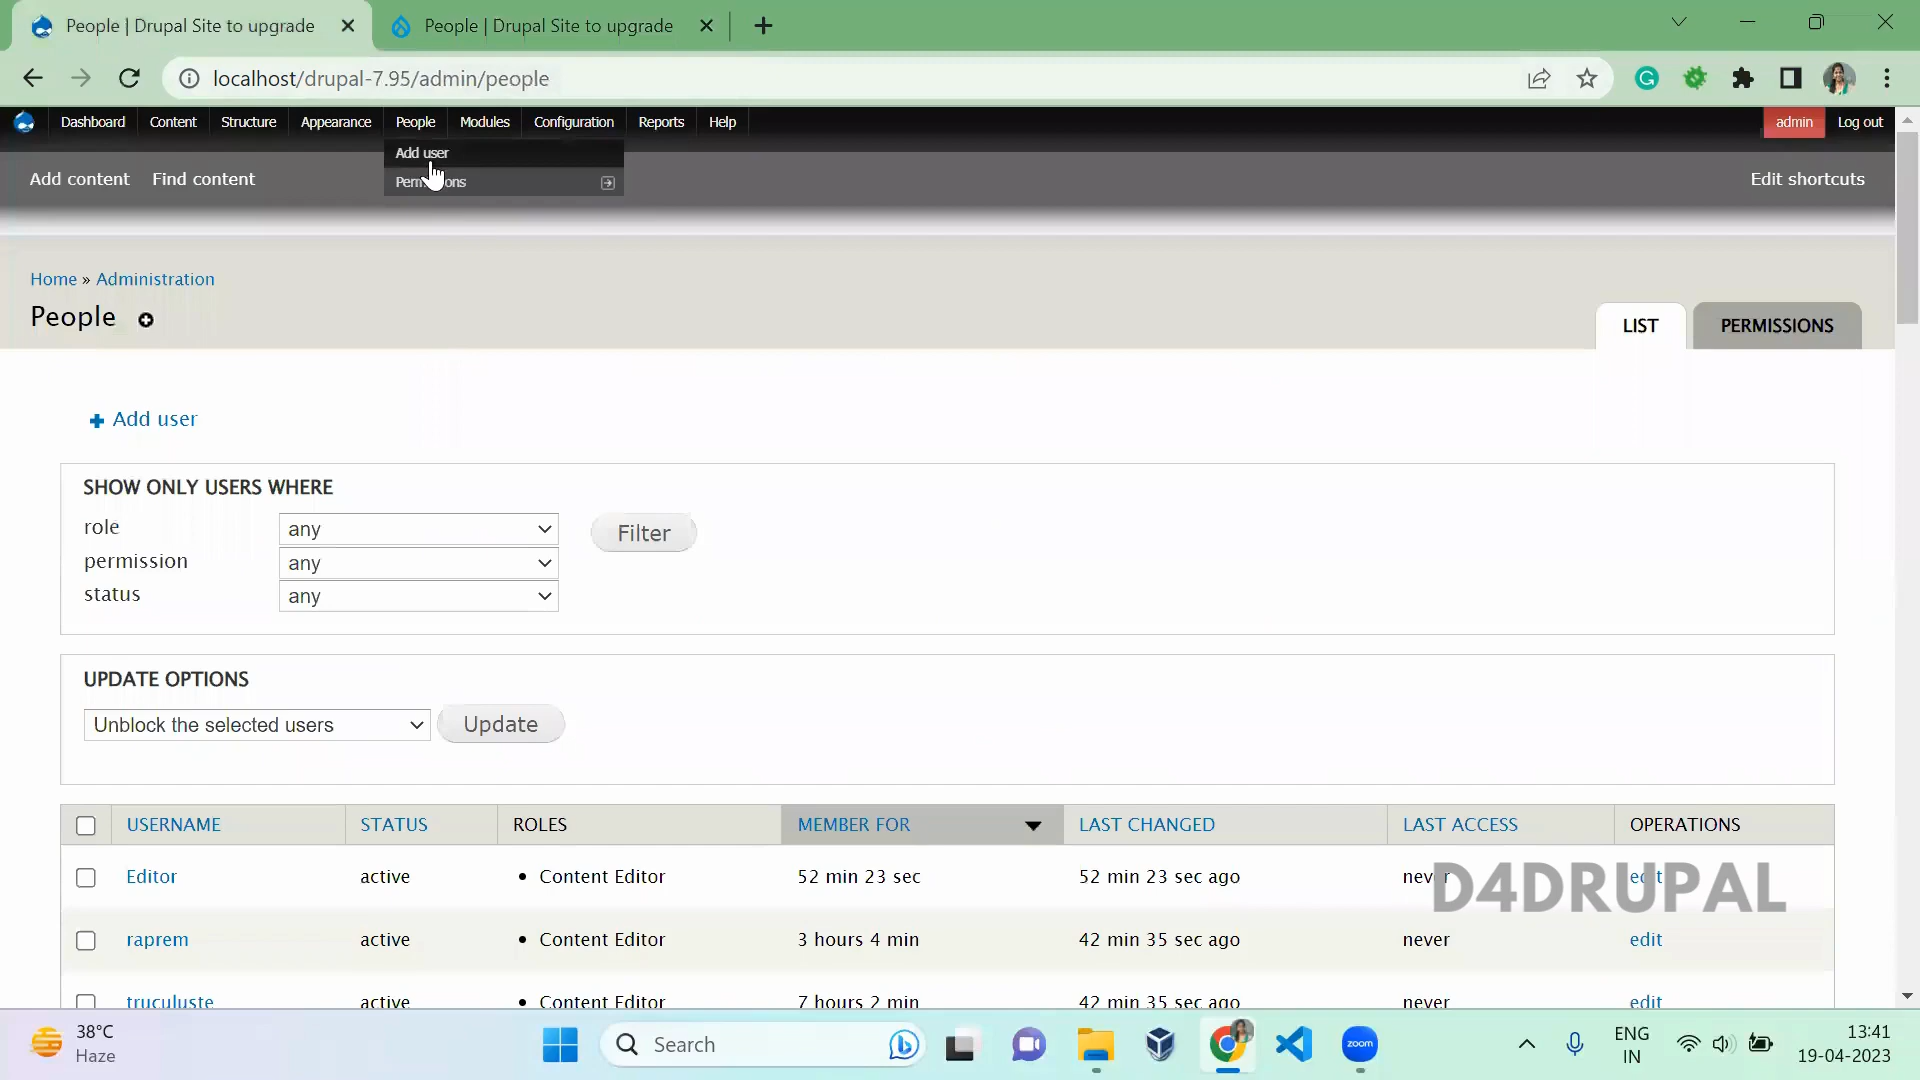 People | Drupal Site to upgrade
People | Drupal Site to upgrade
localhost/drupal-7.95/admin/people
Dashboard Content Structure Appearance People Modules Configuration Reports Help admin Log out
Add user
Add content Find content Edit shortcuts
Home » Administration
People
LIST PERMISSIONS
Add user
SHOW ONLY USERS WHERE
role any Filter
permission any
status any
UPDATE OPTIONS
Unblock the selected users Update
USERNAME STATUS ROLES MEMBER FOR LAST CHANGED LAST ACCESS OPERATIONS
Editor active • Content Editor 52 min 23 sec 52 min 23 sec ago never edit
D4DRUPAL
raprem active • Content Editor 3 hours 4 min 42 min 35 sec ago never edit
truculuste active • Content Editor 7 hours 2 min 42 min 35 sec ago never edit
38°C
Haze
Search
zoom
ENG
IN
13:41
19-04-2023